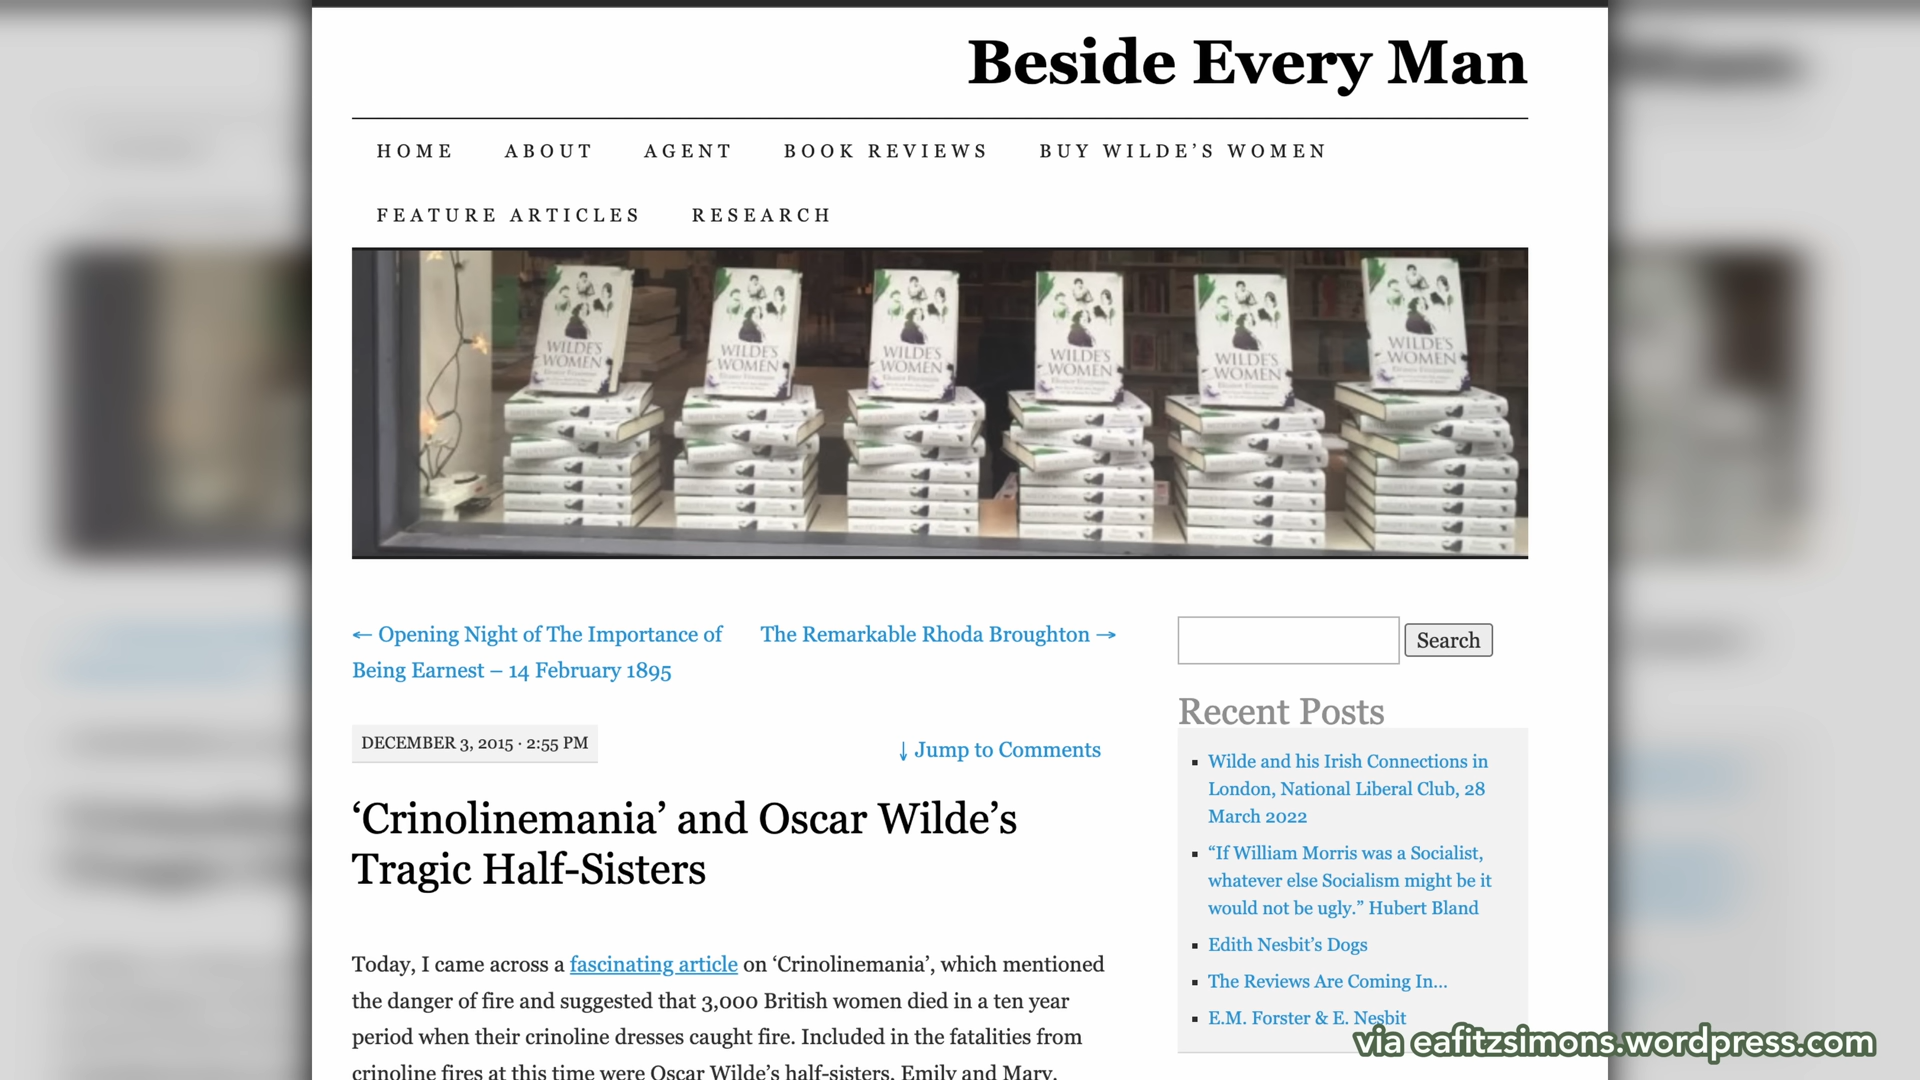 Beside Every Man
HOME ABOUT AGENT BOOK REVIEWS BUY WILDE'S WOMEN
FEATURE ARTICLES RESEARCH
WILDE'S WOMEN
WILDE'S WOMEN
WILDE'S WOMEN
WILDE'S WOMEN
WILDE'S WOMEN
WILDE'S WOMEN
← Opening Night of The Importance of
Being Earnest – 14 February 1895
The Remarkable Rhoda Broughton →
DECEMBER 3, 2015 · 2:55 PM
↓ Jump to Comments
‘Crinolinemania’ and Oscar Wilde’s
Tragic Half-Sisters
Today, I came across a fascinating article on ‘Crinolinemania’, which mentioned
the danger of fire and suggested that 3,000 British women died in a ten year
period when their crinoline dresses caught fire. Included in the fatalities from
crinoline fires at this time were Oscar Wilde’s half-sisters, Emily and Mary.
Search
Recent Posts
▪ Wilde and his Irish Connections in
London, National Liberal Club, 28
March 2022
▪ “If William Morris was a Socialist,
whatever else Socialism might be it
would not be ugly.” Hubert Bland
▪ Edith Nesbit’s Dogs
▪ The Reviews Are Coming In…
▪ E.M. Forster & E. Nesbit
via eafitzsimons.wordpress.com